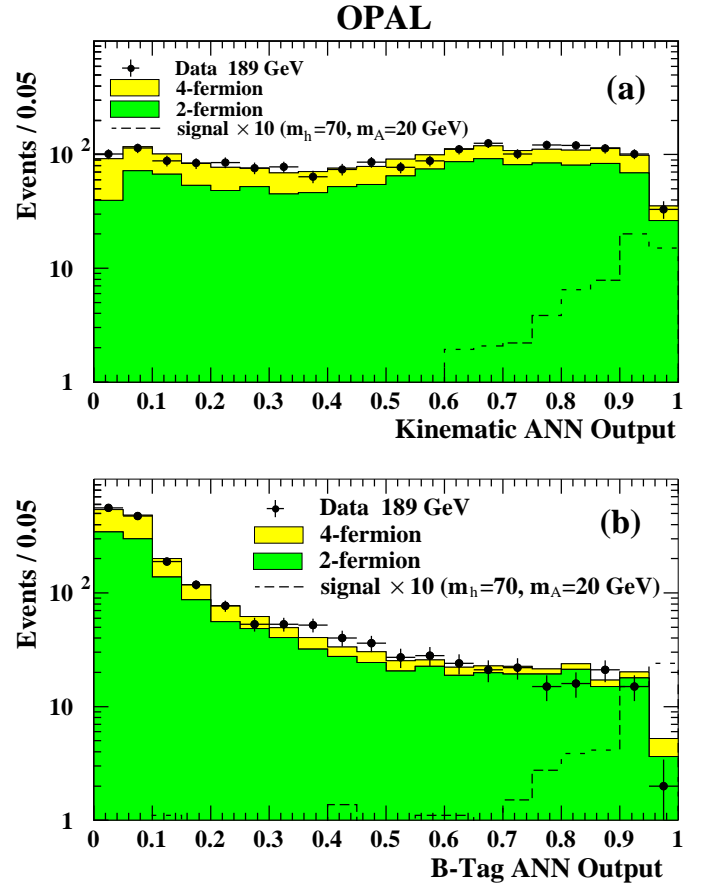 OPAL
Events / 0.05
(a)
Data 189 GeV
4-fermion
2-fermion
signal × 10 (m_h=70, m_A=20 GeV)
10²
10
1
0 0.1 0.2 0.3 0.4 0.5 0.6 0.7 0.8 0.9 1
Kinematic ANN Output
Events / 0.05
(b)
Data 189 GeV
4-fermion
2-fermion
signal × 10 (m_h=70, m_A=20 GeV)
10²
10
1
0 0.1 0.2 0.3 0.4 0.5 0.6 0.7 0.8 0.9 1
B-Tag ANN Output